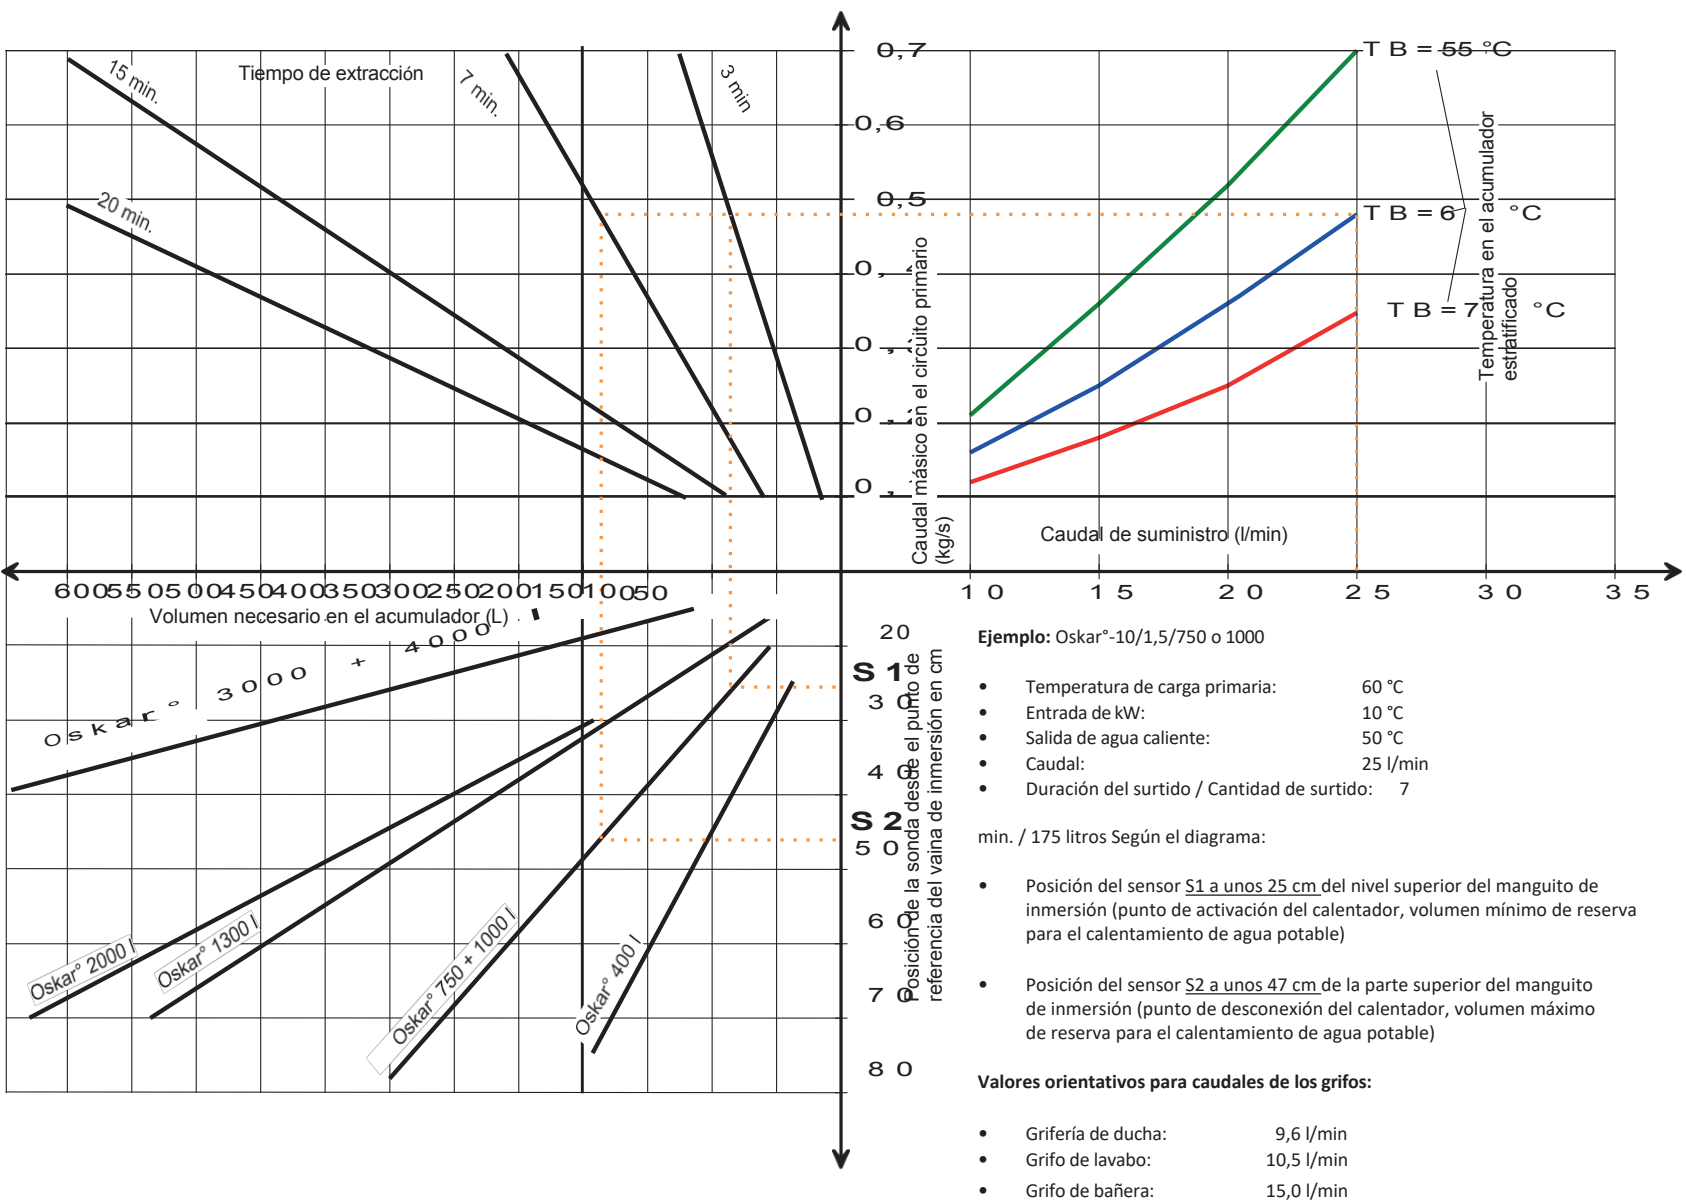 Tiempo de extracción
15 min.
7 min.
3 min
20 min.
0,7
0,6
0,5
T B = 55 °C
T B = 6 °C
T B = 7 °C
Temperatura en el acumulador
estratificado
Caudal másico en el circuito primario
(kg/s)
Caudal de suministro (l/min)
10 15 20 25 30 35
600 550 500 450 400 350 300 250 200 150 100 50
Volumen necesario en el acumulador (L)
Oskar° 3000 + 4000 l
Oskar° 2000 l
Oskar° 1300 l
Oskar° 750 + 1000 l
Oskar° 400 l
20
S1
30
40
S2
50
60
70
80
Posición de la sonda desde el punto de
referencia del vaina de inmersión en cm
Ejemplo: Oskar°-10/1,5/750 o 1000
• Temperatura de carga primaria: 60 °C
• Entrada de kW: 10 °C
• Salida de agua caliente: 50 °C
• Caudal: 25 l/min
• Duración del surtido / Cantidad de surtido: 7
min. / 175 litros Según el diagrama:
• Posición del sensor S1 a unos 25 cm del nivel superior del manguito de
inmersión (punto de activación del calentador, volumen mínimo de reserva
para el calentamiento de agua potable)
• Posición del sensor S2 a unos 47 cm de la parte superior del manguito
de inmersión (punto de desconexión del calentador, volumen máximo
de reserva para el calentamiento de agua potable)
Valores orientativos para caudales de los grifos:
• Grifería de ducha: 9,6 l/min
• Grifo de lavabo: 10,5 l/min
• Grifo de bañera: 15,0 l/min